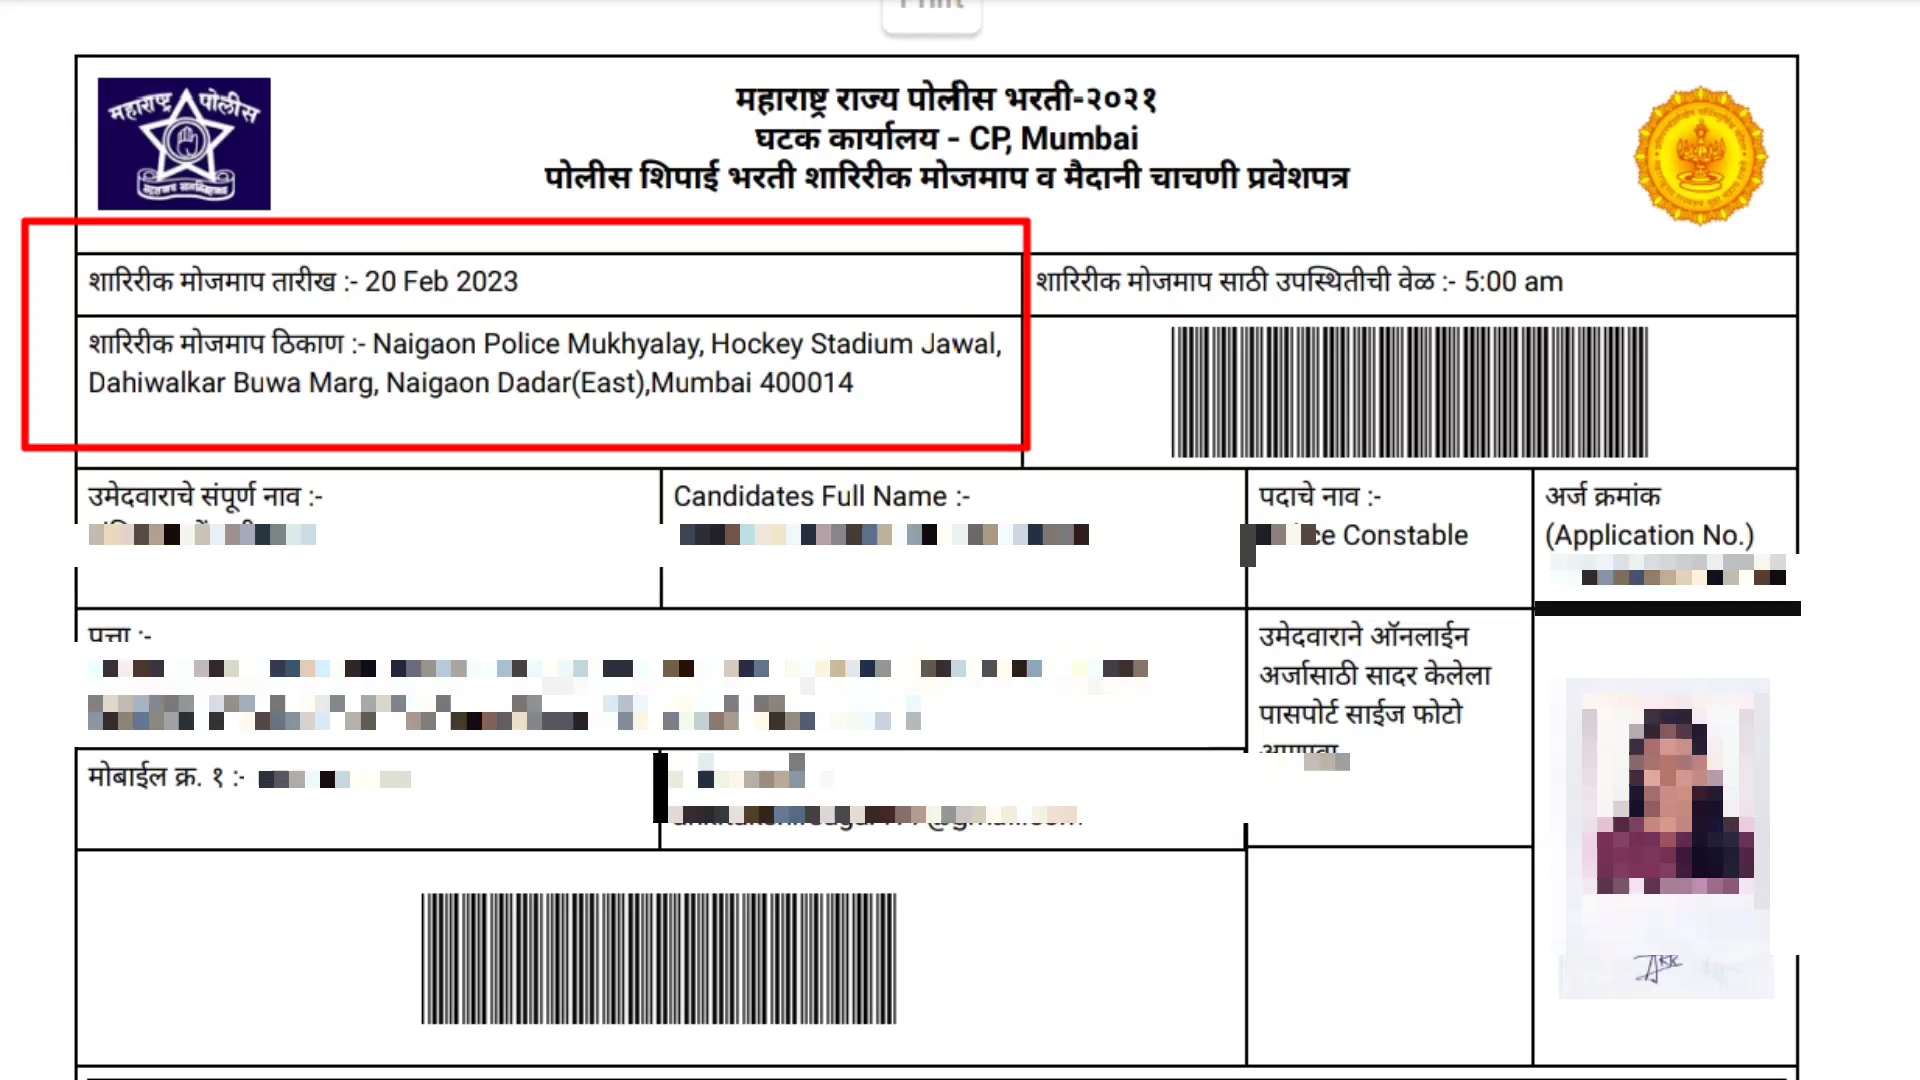 Print
महाराष्ट्र पोलीस
महाराष्ट्र राज्य पोलीस भरती-२०२१
घटक कार्यालय - CP, Mumbai
पोलीस शिपाई भरती शारिरीक मोजमाप व मैदानी चाचणी प्रवेशपत्र
शारिरीक मोजमाप तारीख :- 20 Feb 2023
शारिरीक मोजमाप साठी उपस्थितीची वेळ :- 5:00 am
शारिरीक मोजमाप ठिकाण :- Naigaon Police Mukhyalay, Hockey Stadium Jawal,
Dahiwalkar Buwa Marg, Naigaon Dadar(East),Mumbai 400014
उमेदवाराचे संपूर्ण नाव :-
Candidates Full Name :-
पदाचे नाव :-
Constable
अर्ज क्रमांक
(Application No.)
पत्ता :-
उमेदवाराने ऑनलाईन
अर्जासाठी सादर केलेला
पासपोर्ट साईज फोटो
मोबाईल क्र. १ :-